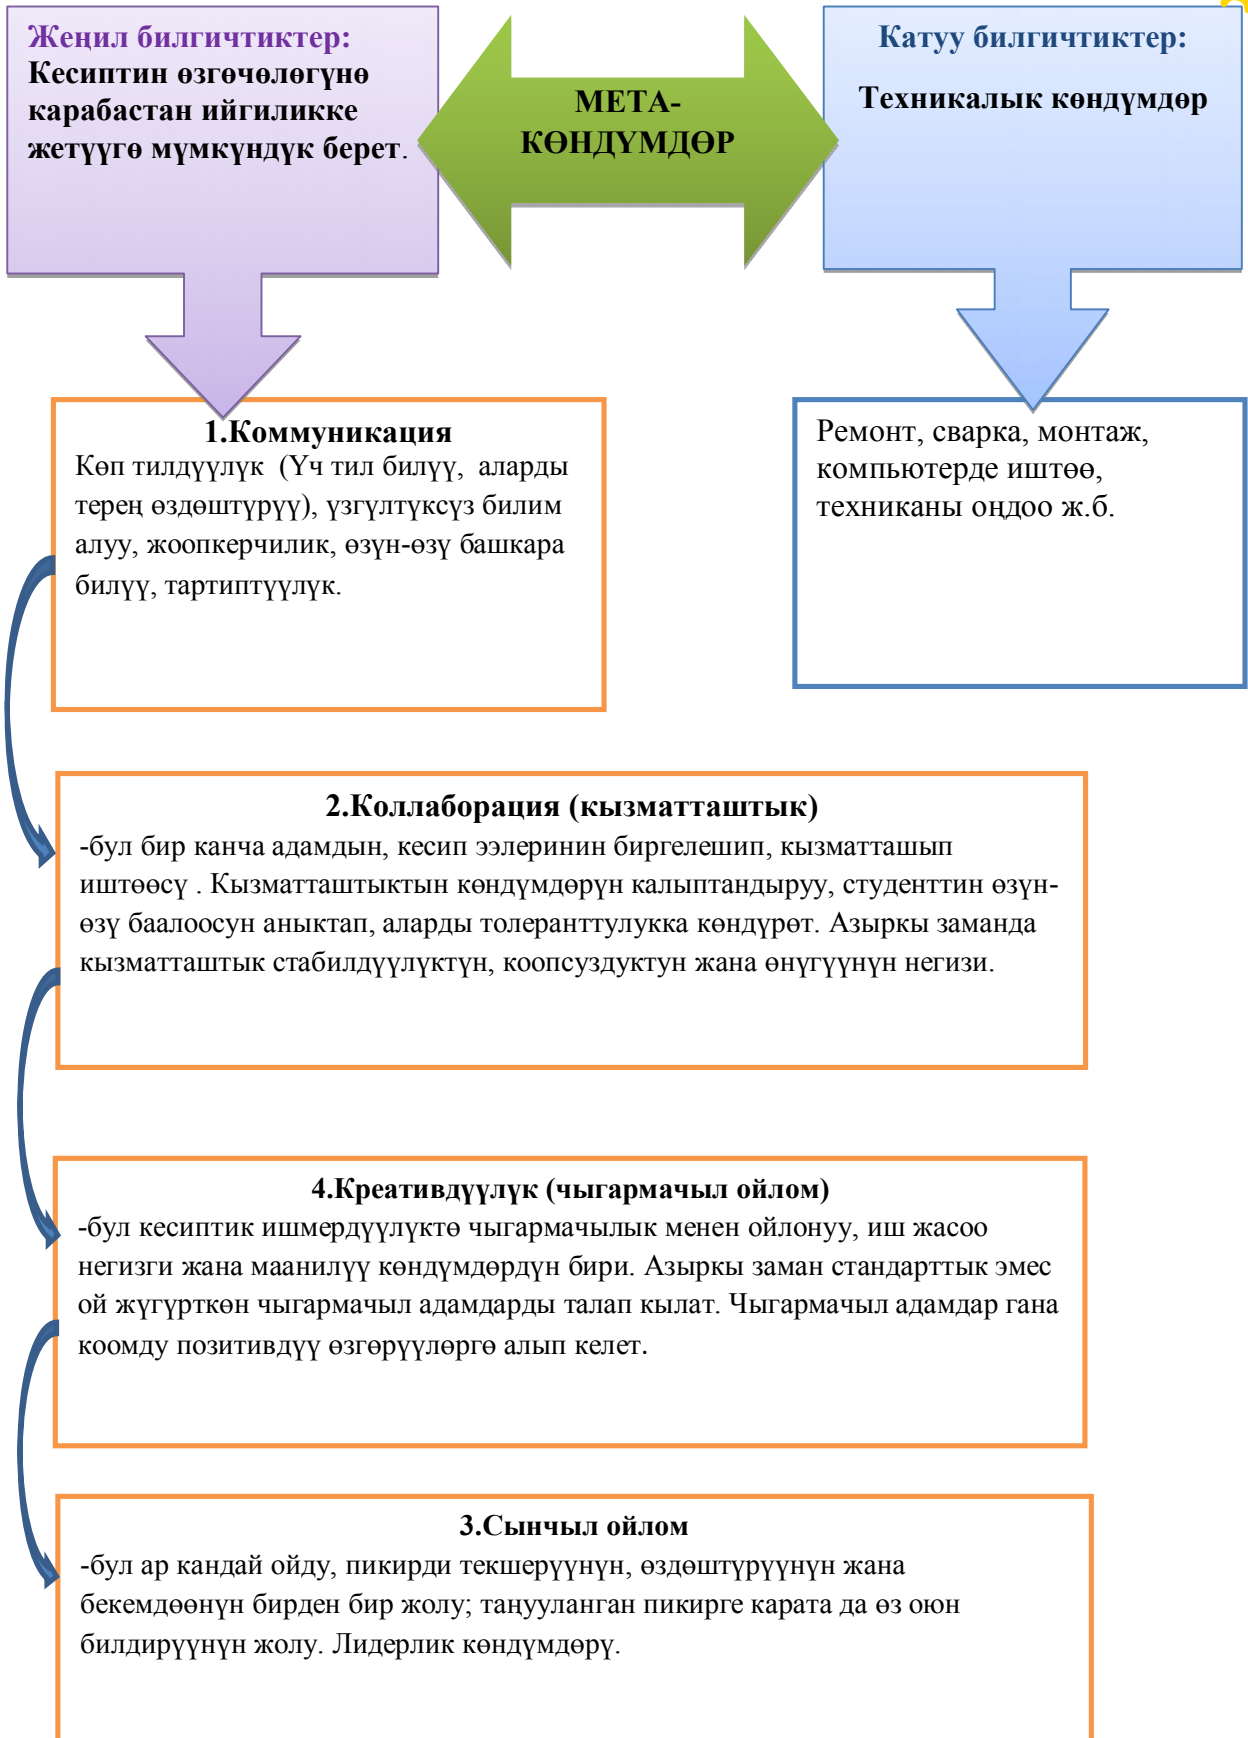 Жеңил билгичтиктер:
Кесиптин өзгөчөлөгүнө
карабастан ийгиликке
жетүүгө мүмкүндүк берет.
МЕТА-
КӨНДҮМДӨР
Катуу билгичтиктер:
Техникалык көндүмдөр
1.Коммуникация
Көп тилдүүлүк (Үч тил билүү, аларды
терең өздөштүрүү), үзгүлтүксүз билим
алуу, жоопкерчилик, өзүн-өзү башкара
билүү, тартиптүүлүк.
Ремонт, сварка, монтаж,
компьютерде иштөө,
техниканы оңдоо ж.б.
2.Коллаборация (кызматташтык)
-бул бир канча адамдын, кесип ээлеринин биргелешип, кызматташып
иштөөсү . Кызматташтыктын көндүмдөрүн калыптандыруу, студенттин өзүн-
өзү баалоосун аныктап, аларды толеранттулукка көндүрөт. Азыркы заманда
кызматташтык стабилдүүлүктүн, коопсуздуктун жана өнүгүүнүн негизи.
4.Креативдүүлүк (чыгармачыл ойлом)
-бул кесиптик ишмердүүлүктө чыгармачылык менен ойлонуу, иш жасоо
негизги жана маанилүү көндүмдөрдүн бири. Азыркы заман стандарттык эмес
ой жүгүрткөн чыгармачыл адамдарды талап кылат. Чыгармачыл адамдар гана
коомду позитивдүү өзгөрүүлөргө алып келет.
3.Сынчыл ойлом
-бул ар кандай ойду, пикирди текшерүүнүн, өздөштүрүүнүн жана
бекемдөөнүн бирден бир жолу; таңууланган пикирге карата да өз оюн
билдирүүнүн жолу. Лидерлик көндүмдөрү.